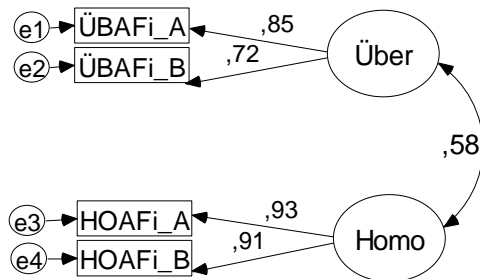 e1 ÜBAFi_A ,85
e2 ÜBAFi_B ,72 Über
,58
e3 HOAFi_A ,93
e4 HOAFi_B ,91 Homo